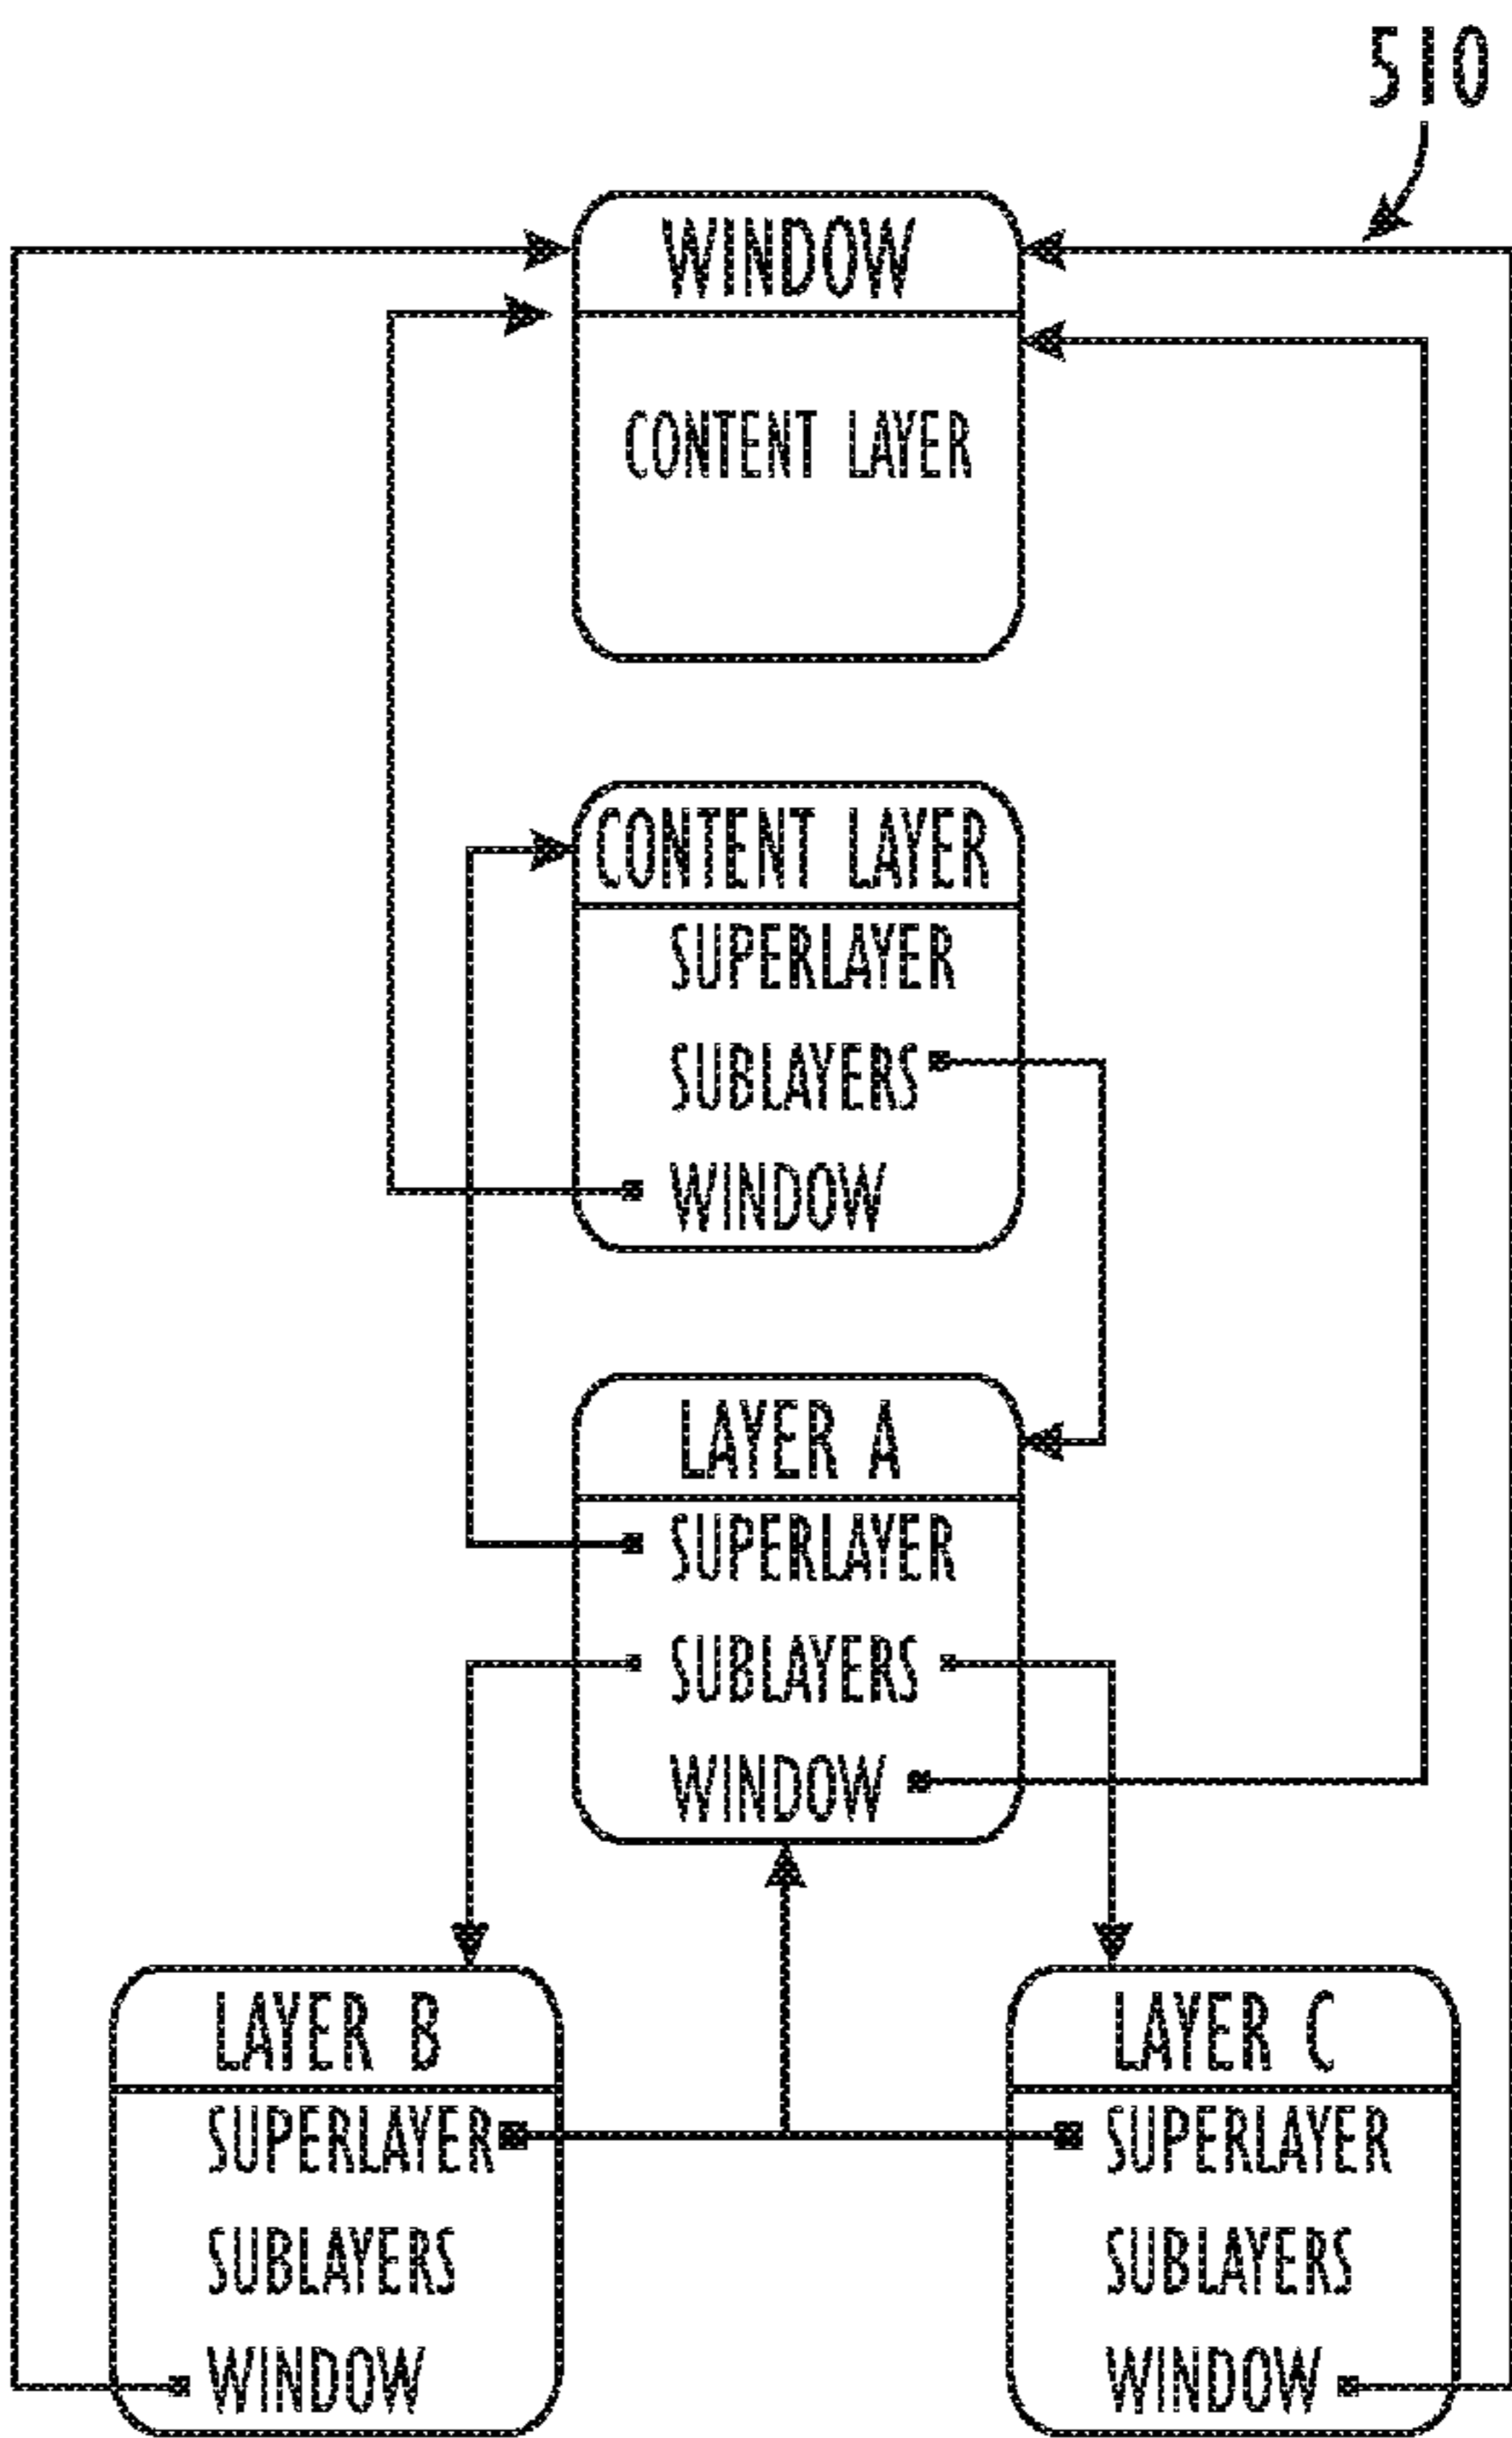 510
WINDOW
CONTENT LAYER
CONTENT LAYER
SUPERLAYER
SUBLAYERS
WINDOW
LAYER A
SUPERLAYER
SUBLAYERS
WINDOW
LAYER B
SUPERLAYER
SUBLAYERS
WINDOW
LAYER C
SUPERLAYER
SUBLAYERS
WINDOW